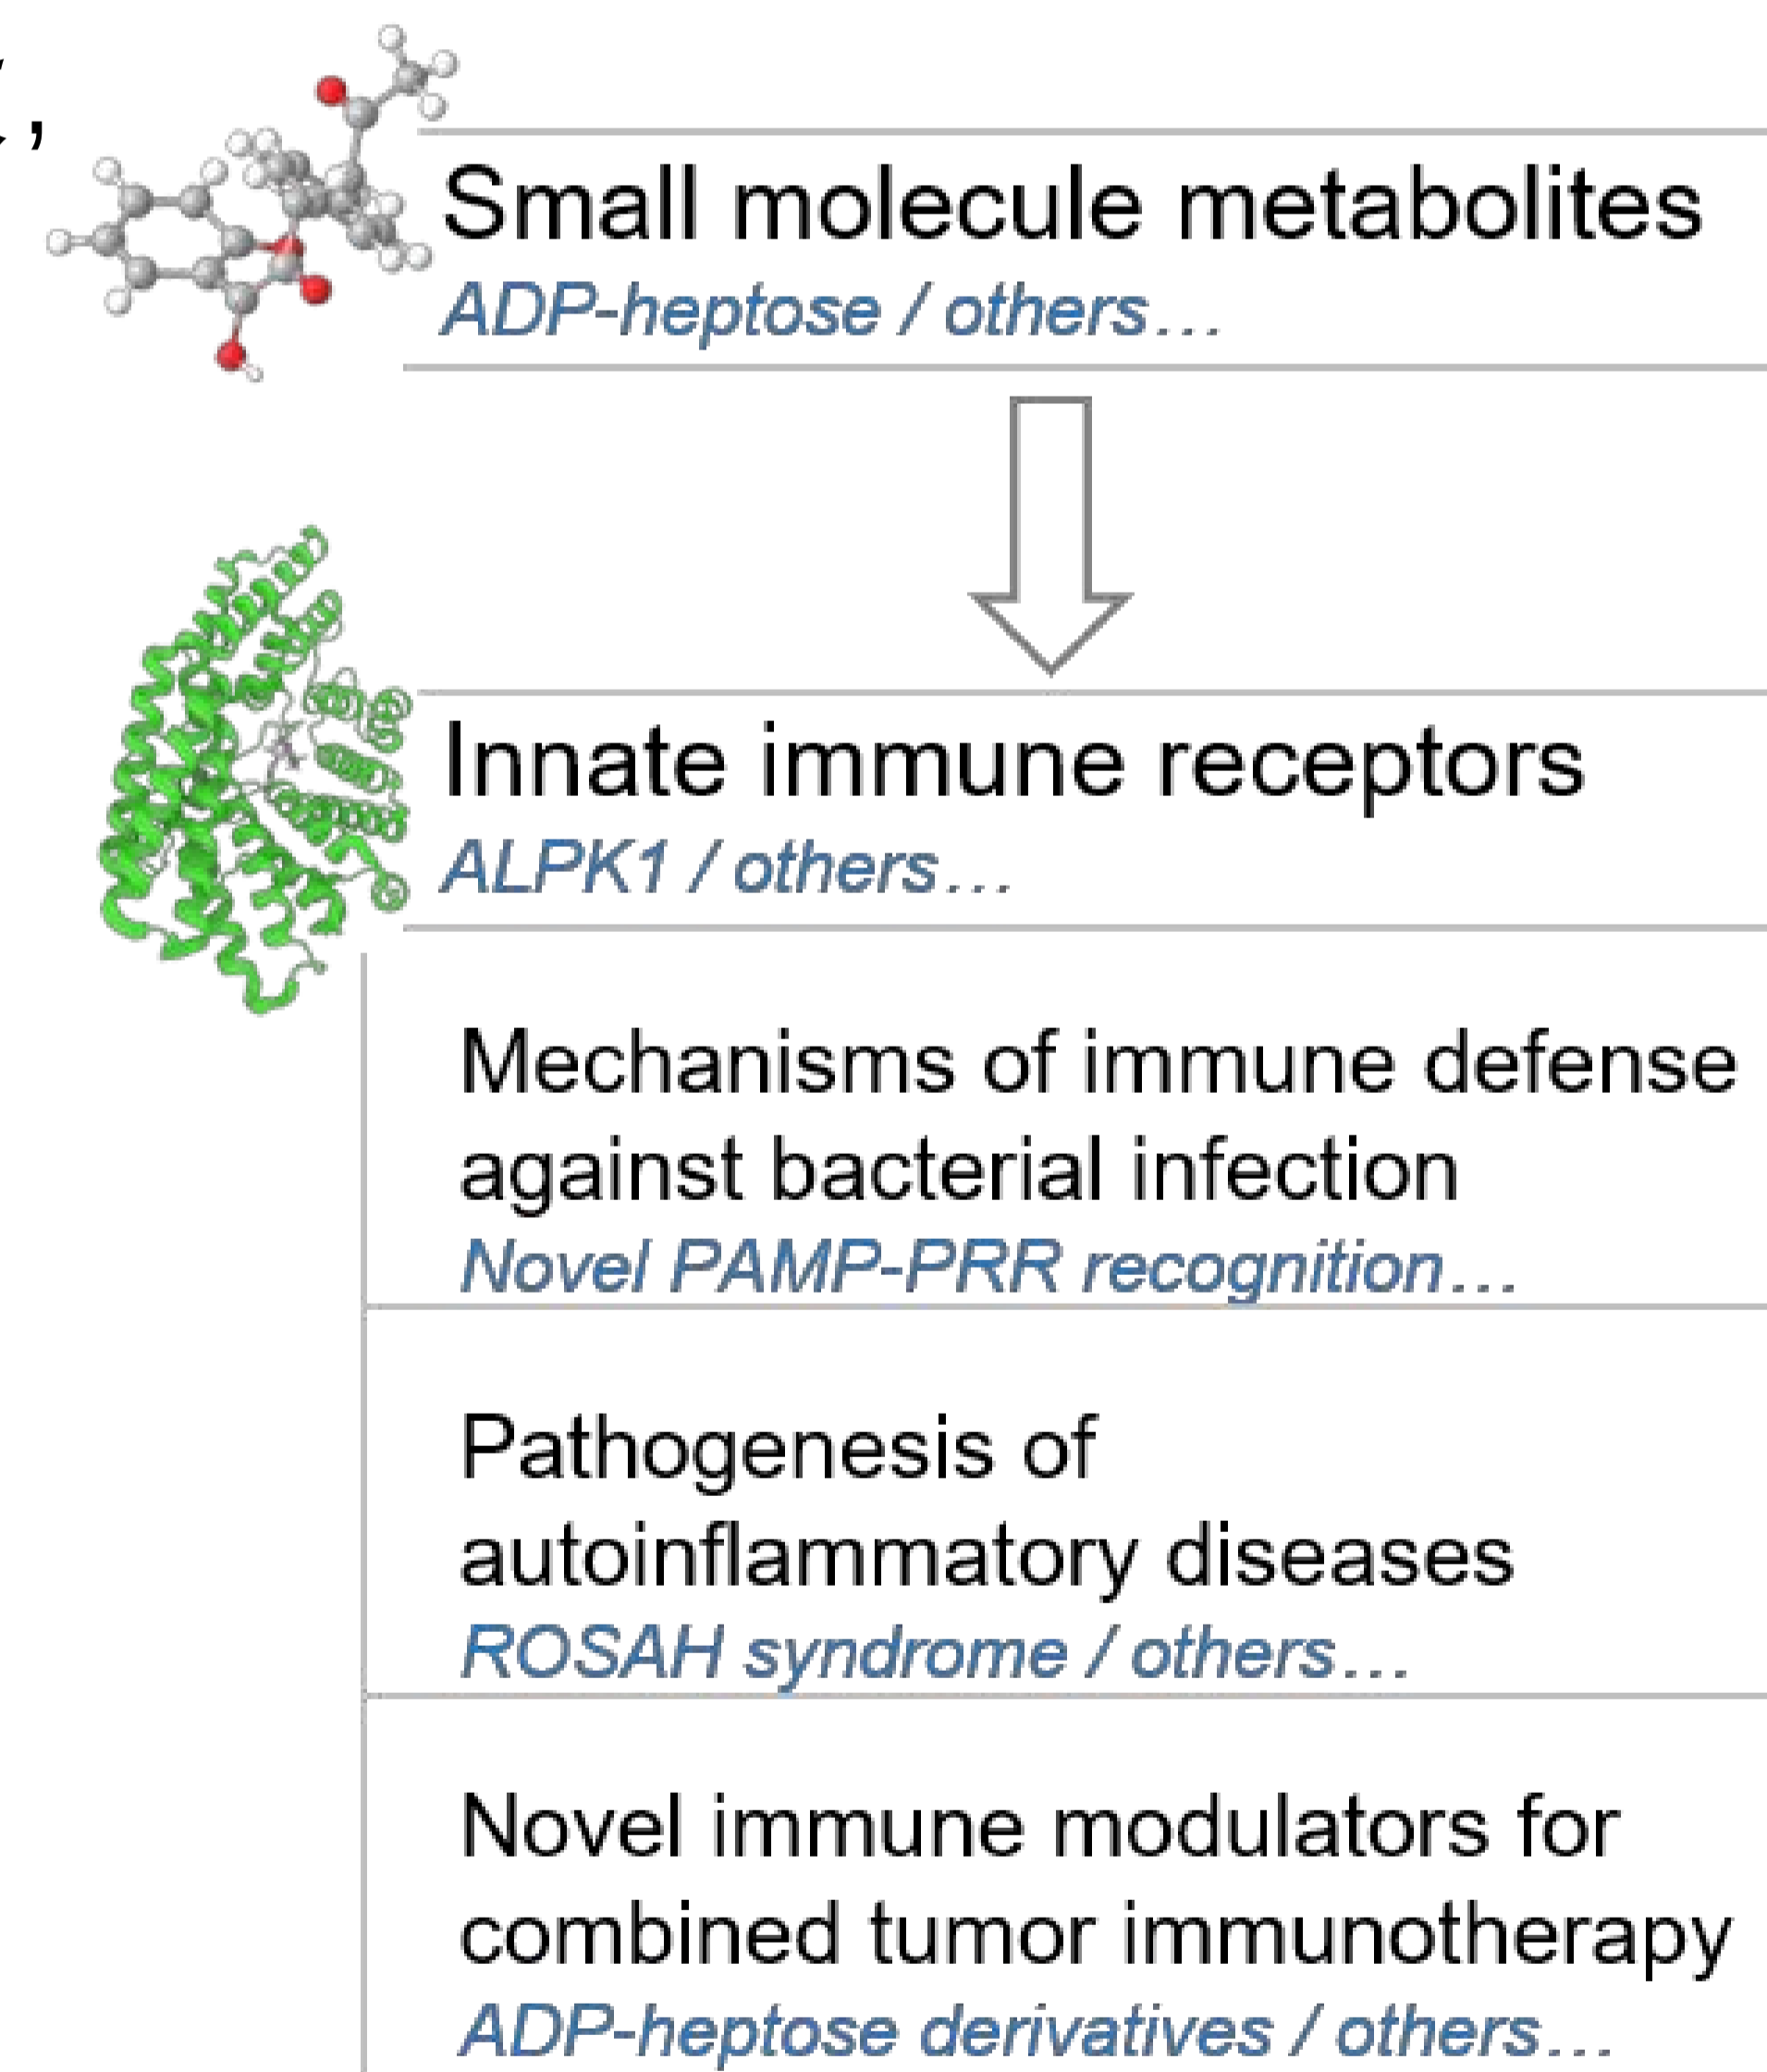 Small molecule metabolites
ADP-heptose / others…
Innate immune receptors
ALPK1 / others…
Mechanisms of immune defense
against bacterial infection
Novel PAMP-PRR recognition…
Pathogenesis of
autoinflammatory diseases
ROSAH syndrome / others…
Novel immune modulators for
combined tumor immunotherapy
ADP-heptose derivatives / others…